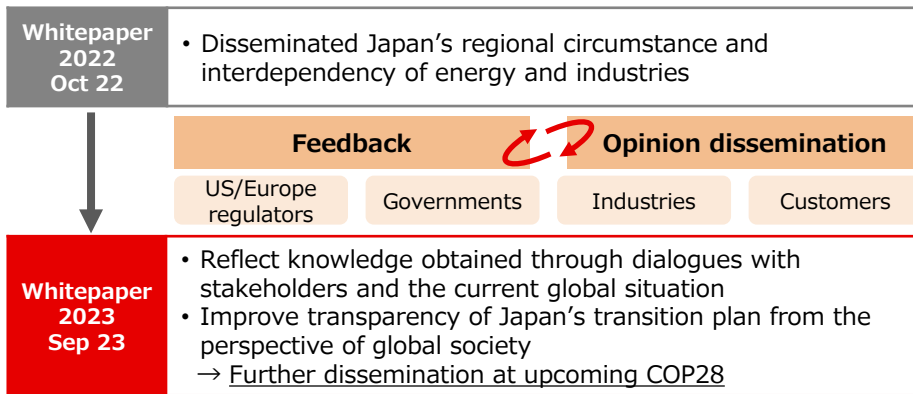 Whitepaper
2022
Oct 22
• Disseminated Japan's regional circumstance and
interdependency of energy and industries
Feedback
Opinion dissemination
US/Europe
regulators
Governments
Industries
Customers
Whitepaper
2023
Sep 23
• Reflect knowledge obtained through dialogues with
stakeholders and the current global situation
• Improve transparency of Japan's transition plan from the
perspective of global society
→ Further dissemination at upcoming COP28